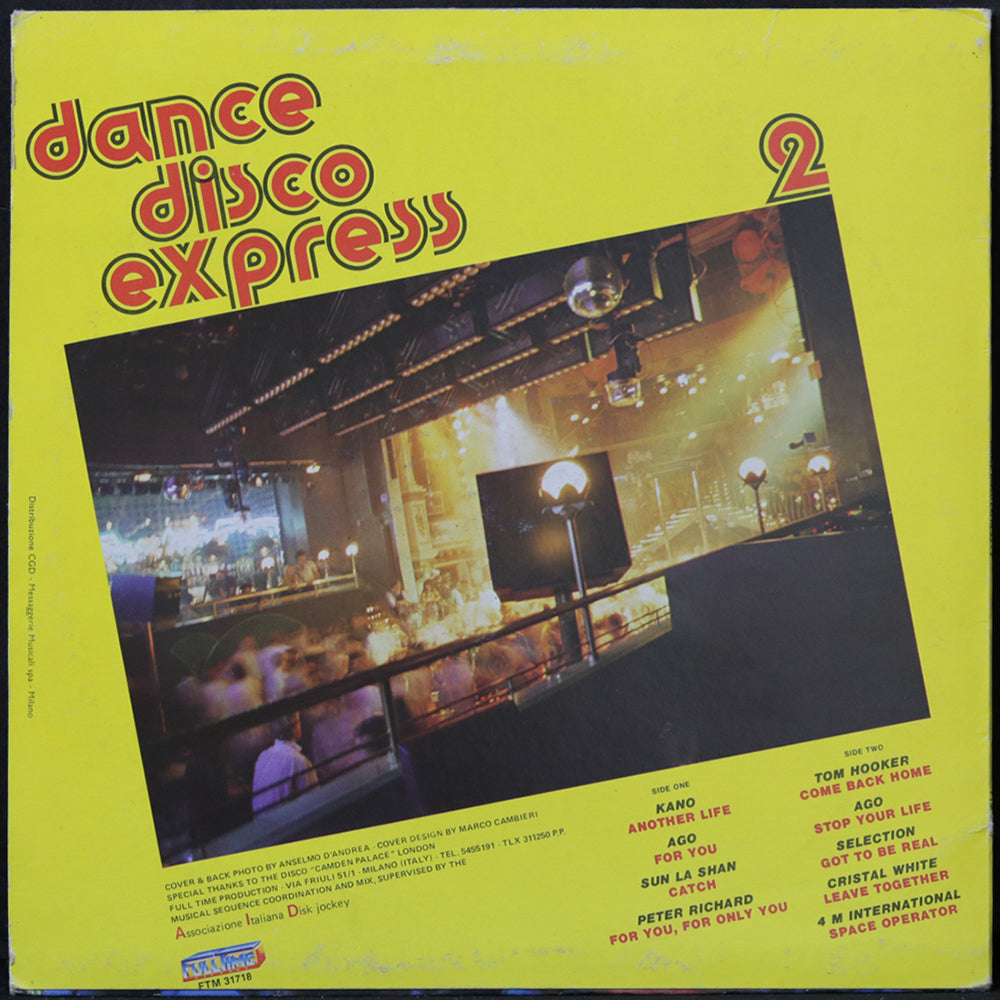 dance
disco
express
2
Distribuzione CGD - Messaggerie Musicali spa - Milano
COVER & BACK PHOTO BY ANSELMO D'ANDREA · COVER DESIGN BY MARCO CAMBIERI
SPECIAL THANKS TO THE DISCO "CAMDEN PALACE" LONDON
FULL TIME PRODUCTION · VIA FRIULI 51/1 · MILANO (ITALY) · TEL. 5455191 · TLX 311250 P.P.
MUSICAL SEQUENCE COORDINATION AND MIX, SUPERVISED BY THE
Associazione Italiana Disk jockey
FULLTIME
FTM 31718
SIDE ONE
KANO
ANOTHER LIFE
AGO
FOR YOU
SUN LA SHAN
CATCH
PETER RICHARD
FOR YOU, FOR ONLY YOU
SIDE TWO
TOM HOOKER
COME BACK HOME
AGO
STOP YOUR LIFE
SELECTION
GOT TO BE REAL
CRISTAL WHITE
LEAVE TOGETHER
4 M INTERNATIONAL
SPACE OPERATOR